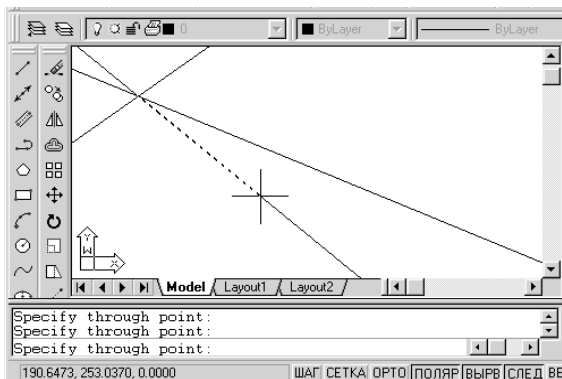 0 ByLayer ByLayer
Y
W
X
Model Layout1 Layout2
Specify through point:
Specify through point:
Specify through point:
190.6473, 253.0370, 0.0000 ШАГ СЕТКА ОРТО ПОЛЯР ВЫРВ СЛЕД ВЕ